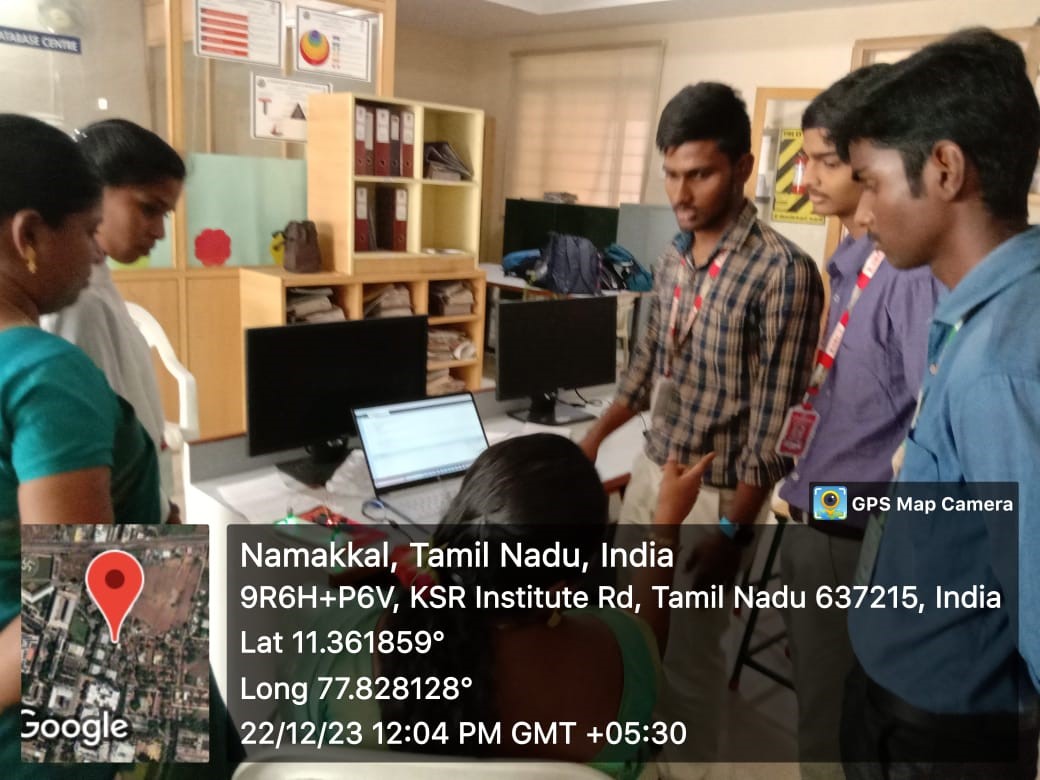 ATABASE CENTRE
T
GPS Map Camera
Namakkal, Tamil Nadu, India
9R6H+P6V, KSR Institute Rd, Tamil Nadu 637215, India
Lat 11.361859°
Long 77.828128°
22/12/23 12:04 PM GMT +05:30
Google